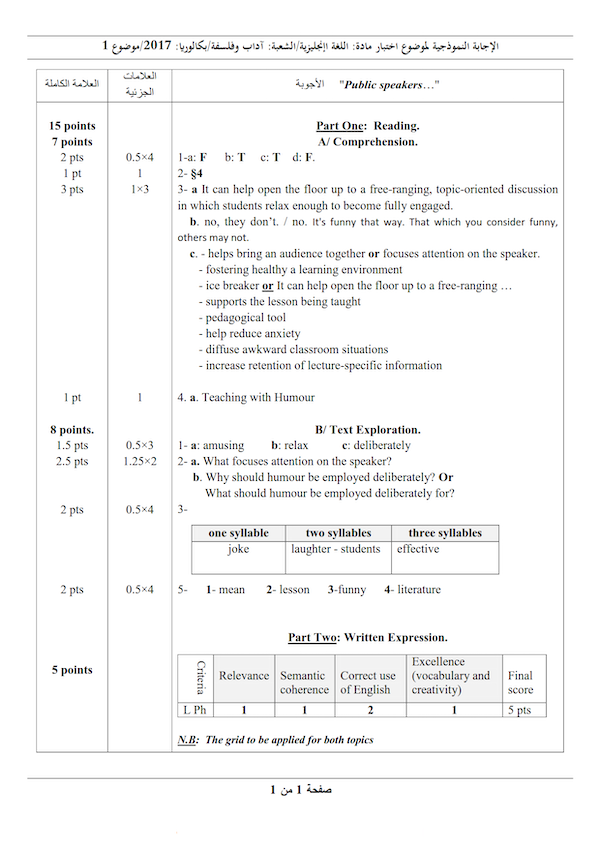 الإجابة النموذجية لموضوع اختبار مادة: اللغة اإنجليزية/الشعبة: آداب وفلسفة/بكالوريا: 2017/موضوع 1
العلامة الكاملة
العلامات الجزئية
الأجوبة "Public speakers…"
15 points
Part One: Reading.
7 points
A/ Comprehension.
2 pts 0.5×4 1-a: F b: T c: T d: F.
1 pt 1 2- §4
3 pts 1×3 3- a It can help open the floor up to a free-ranging, topic-oriented discussion
in which students relax enough to become fully engaged.
b. no, they don't. / no. It's funny that way. That which you consider funny,
others may not.
c. - helps bring an audience together or focuses attention on the speaker.
- fostering healthy a learning environment
- ice breaker or It can help open the floor up to a free-ranging …
- supports the lesson being taught
- pedagogical tool
- help reduce anxiety
- diffuse awkward classroom situations
- increase retention of lecture-specific information
1 pt 1 4. a. Teaching with Humour
8 points. B/ Text Exploration.
1.5 pts 0.5×3 1- a: amusing b: relax c: deliberately
2.5 pts 1.25×2 2- a. What focuses attention on the speaker?
b. Why should humour be employed deliberately? Or
What should humour be employed deliberately for?
2 pts 0.5×4 3-
one syllable two syllables three syllables
joke laughter - students effective
2 pts 0.5×4 5- 1- mean 2- lesson 3-funny 4- literature
Part Two: Written Expression.
5 points
Criteria Relevance Semantic coherence Correct use of English Excellence (vocabulary and creativity) Final score
L Ph 1 1 2 1 5 pts
N.B: The grid to be applied for both topics
صفحة 1 من 1